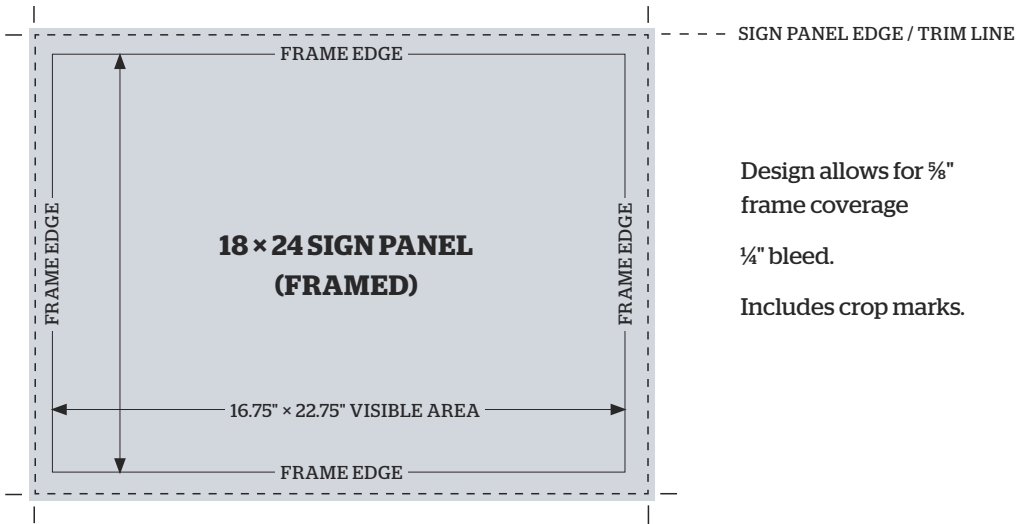 SIGN PANEL EDGE / TRIM LINE
FRAME EDGE
FRAME EDGE
18 × 24 SIGN PANEL
(FRAMED)
FRAME EDGE
16.75" × 22.75" VISIBLE AREA
FRAME EDGE
Design allows for ⅝"
frame coverage
¼" bleed.
Includes crop marks.